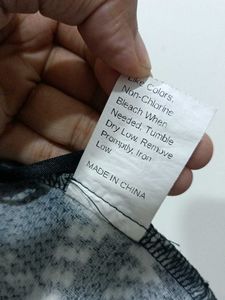 Like Colors,
Non-Chlorine
Bleach When
Needed, Tumble
Dry Low, Remove
Promptly, Iron
Low
MADE IN CHINA